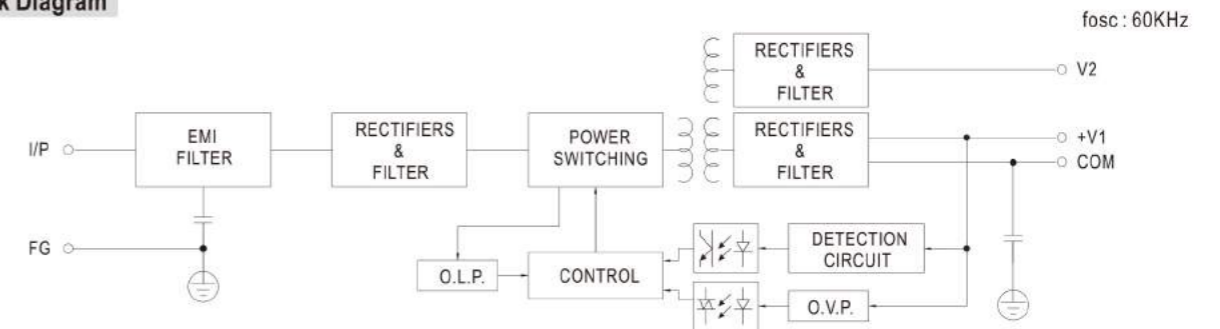 k Diagram
fosc : 60KHz
RECTIFIERS
&
FILTER
V2
I/P
EMI
FILTER
RECTIFIERS
&
FILTER
POWER
SWITCHING
RECTIFIERS
&
FILTER
+V1
COM
FG
O.L.P.
CONTROL
DETECTION
CIRCUIT
O.V.P.